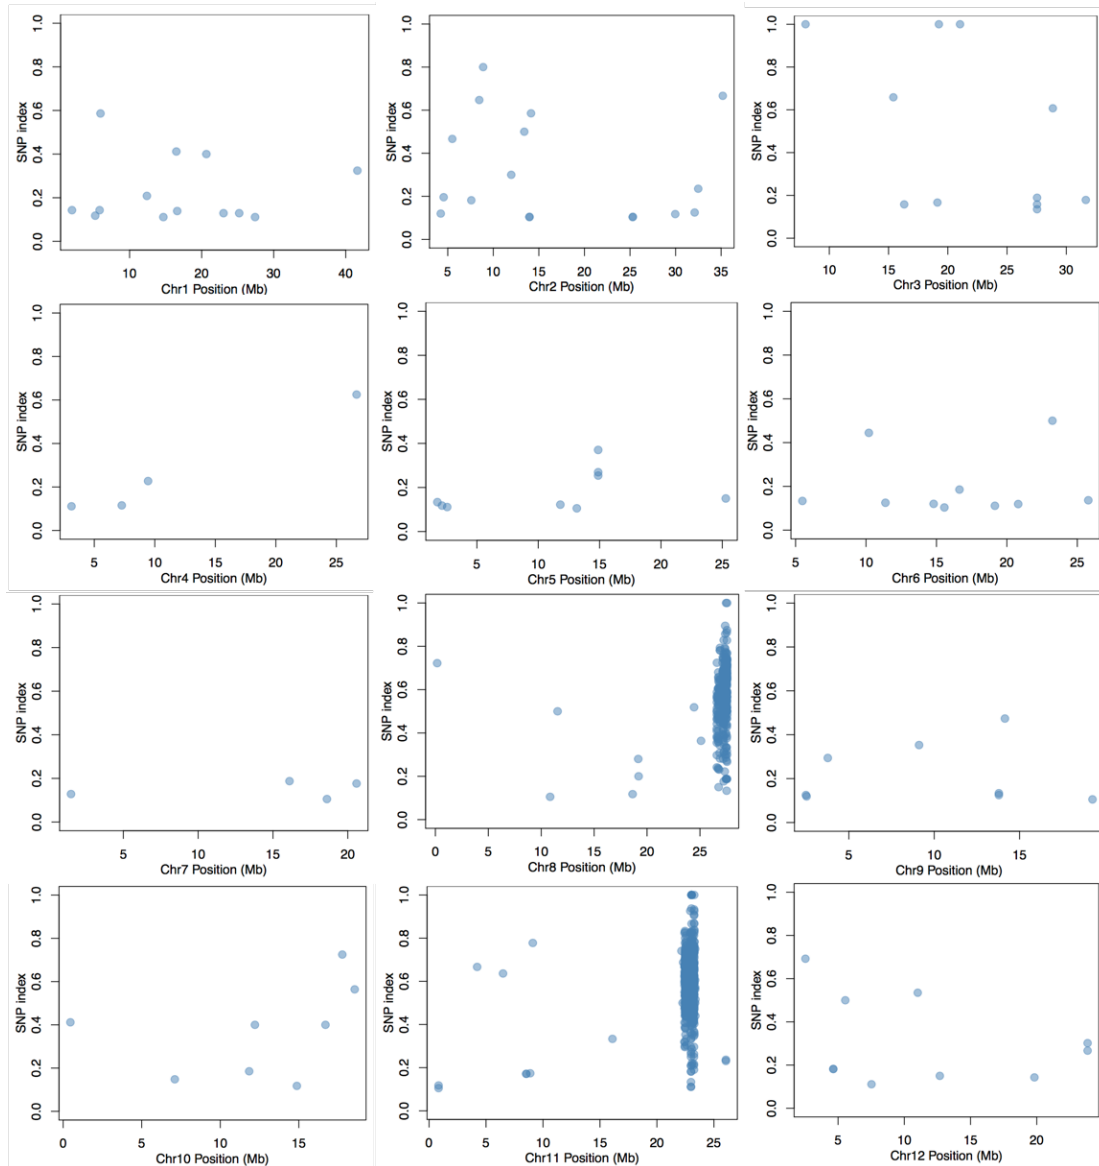 SNP index
0.0 0.2 0.4 0.6 0.8 1.0
10 20 30 40
Chr1 Position (Mb)
SNP index
0.0 0.2 0.4 0.6 0.8 1.0
5 10 15 20 25 30 35
Chr2 Position (Mb)
SNP index
0.0 0.2 0.4 0.6 0.8 1.0
10 15 20 25 30
Chr3 Position (Mb)
SNP index
0.0 0.2 0.4 0.6 0.8 1.0
5 10 15 20 25
Chr4 Position (Mb)
SNP index
0.0 0.2 0.4 0.6 0.8 1.0
5 10 15 20 25
Chr5 Position (Mb)
SNP index
0.0 0.2 0.4 0.6 0.8 1.0
5 10 15 20 25
Chr6 Position (Mb)
SNP index
0.0 0.2 0.4 0.6 0.8 1.0
5 10 15 20
Chr7 Position (Mb)
SNP index
0.0 0.2 0.4 0.6 0.8 1.0
0 5 10 15 20 25
Chr8 Position (Mb)
SNP index
0.0 0.2 0.4 0.6 0.8 1.0
5 10 15
Chr9 Position (Mb)
SNP index
0.0 0.2 0.4 0.6 0.8 1.0
0 5 10 15
Chr10 Position (Mb)
SNP index
0.0 0.2 0.4 0.6 0.8 1.0
0 5 10 15 20 25
Chr11 Position (Mb)
SNP index
0.0 0.2 0.4 0.6 0.8 1.0
5 10 15 20
Chr12 Position (Mb)